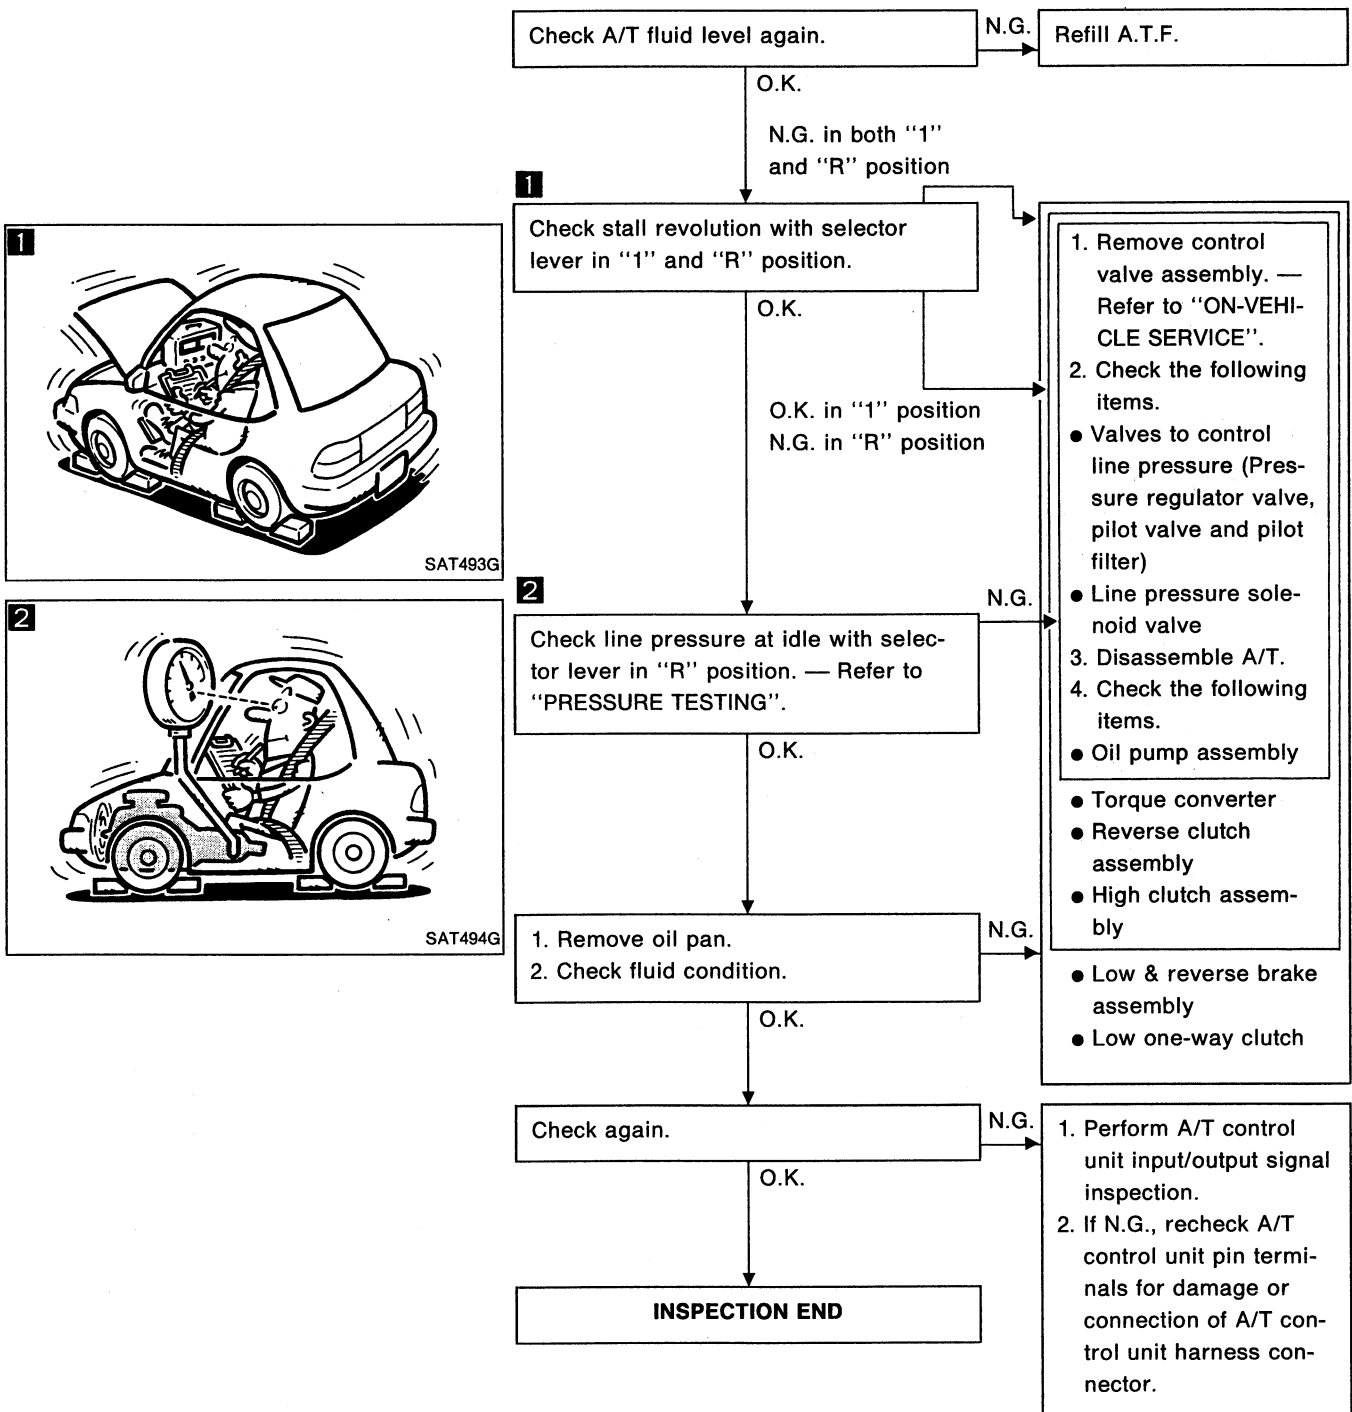 Check A/T fluid level again.
N.G.
Refill A.T.F.
O.K.
N.G. in both "1"
and "R" position
1
Check stall revolution with selector
lever in "1" and "R" position.
O.K.
O.K. in "1" position
N.G. in "R" position
1
SAT493G
2
SAT494G
2
Check line pressure at idle with selec-
tor lever in "R" position. — Refer to
"PRESSURE TESTING".
N.G.
O.K.
1. Remove oil pan.
2. Check fluid condition.
N.G.
O.K.
1. Remove control
valve assembly. —
Refer to "ON-VEHI-
CLE SERVICE".
2. Check the following
items.
● Valves to control
line pressure (Pres-
sure regulator valve,
pilot valve and pilot
filter)
● Line pressure sole-
noid valve
3. Disassemble A/T.
4. Check the following
items.
● Oil pump assembly
● Torque converter
● Reverse clutch
assembly
● High clutch assem-
bly
● Low & reverse brake
assembly
● Low one-way clutch
Check again.
N.G.
O.K.
1. Perform A/T control
unit input/output signal
inspection.
2. If N.G., recheck A/T
control unit pin termi-
nals for damage or
connection of A/T con-
trol unit harness con-
nector.
INSPECTION END